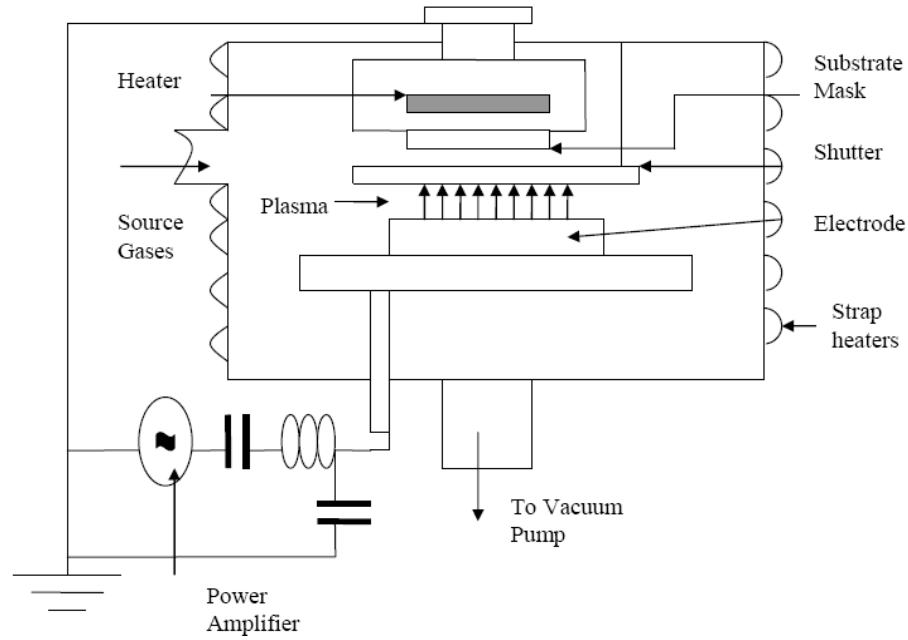 Heater
Substrate
Mask
Shutter
Plasma
Source
Gases
Electrode
Strap
heaters
To Vacuum
Pump
Power
Amplifier